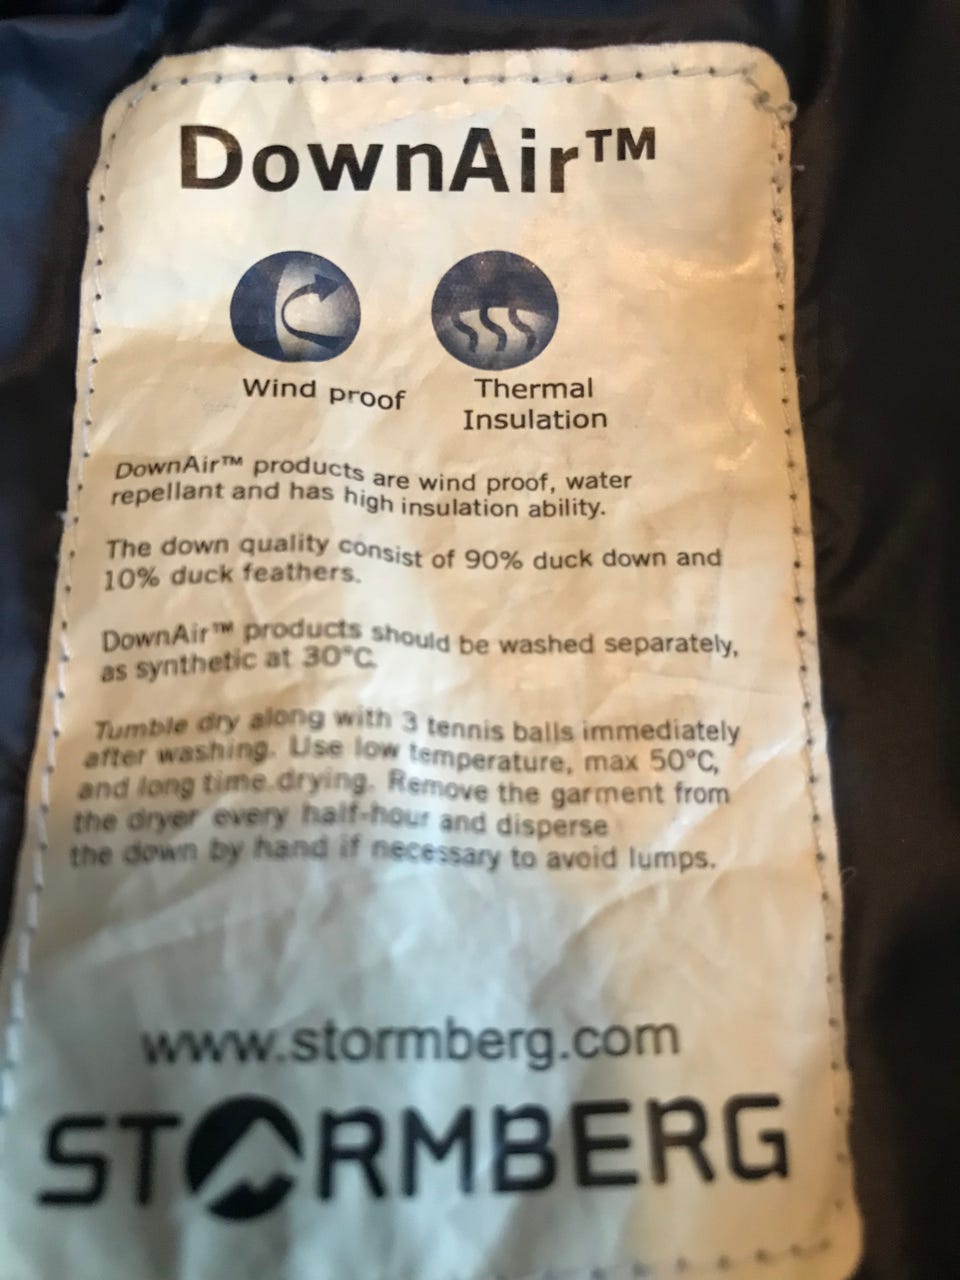 DownAir™
Wind proof
Thermal
Insulation
DownAir™ products are wind proof, water
repellant and has high insulation ability.
The down quality consist of 90% duck down and
10% duck feathers.
DownAir™ products should be washed separately,
as synthetic at 30°C.
Tumble dry along with 3 tennis balls immediately
after washing. Use low temperature, max 50°C,
and long time drying. Remove the garment from
the dryer every half-hour and disperse
the down by hand if necessary to avoid lumps.
www.stormberg.com
STORMBERG